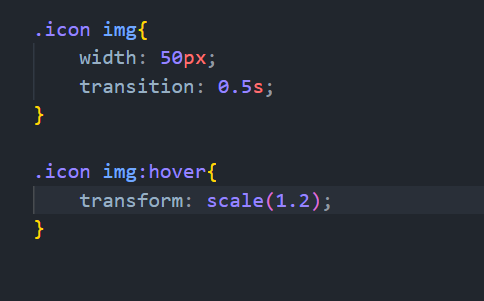 .icon img{
    width: 50px;
    transition: 0.5s;
}

.icon img:hover{
    transform: scale(1.2);
}